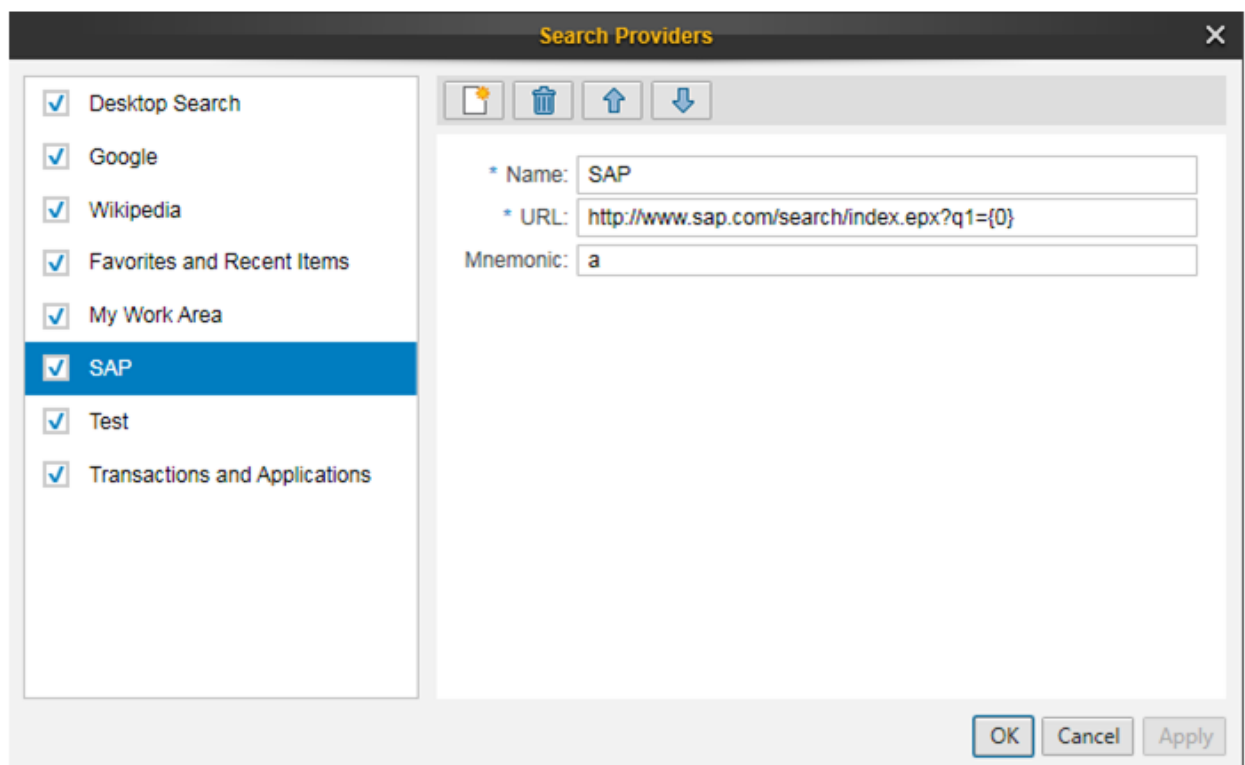 Search Providers
Desktop Search
Google
Wikipedia
Favorites and Recent Items
My Work Area
SAP
Test
Transactions and Applications
* Name: SAP
* URL: http://www.sap.com/search/index.epx?q1={0}
Mnemonic: a
OK Cancel Apply